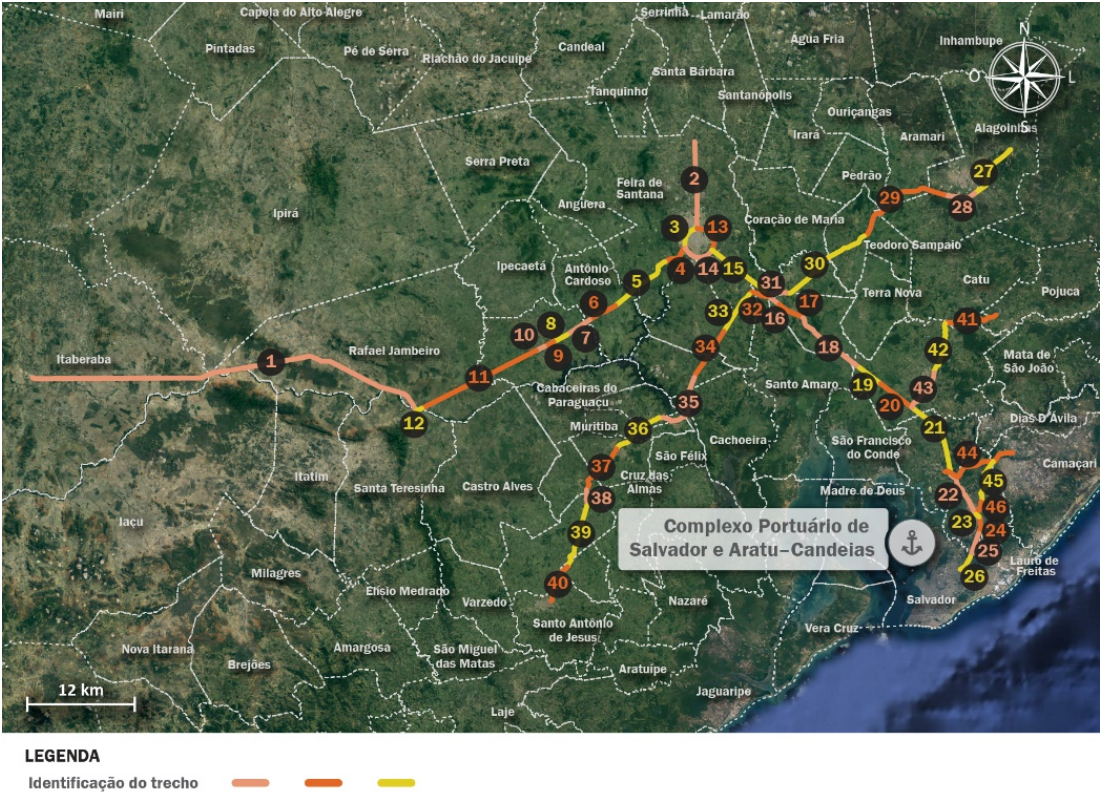 Mairi
Capela do Alto Alegre
Serrinha
Lamarão
Pintadas
Pé de Serra
Riachão do Jacuípe
Candeal
Água Fria
Inhambupe
N
O
L
S
Santa Bárbara
Tanquinho
Santanópolis
Ouriçangas
Irará
Aramari
Alagoinhas
Serra Preta
Feira de
Santana
2
Pedrão
27
29
28
Ipirá
Anguera
Coração de Maria
3
13
Teodoro Sampaio
Ipecaetá
Antônio
Cardoso
5
4
14
15
30
31
Catu
Pojuca
Terra Nova
6
17
33
32
16
41
10
8
7
9
34
18
42
Itaberaba
1
Rafael Jambeiro
11
Mata de
São João
Cabaceiras do
Paraguaçu
Santo Amaro
19
43
35
20
12
Muritiba
36
21
Dias D'Ávila
Cachoeira
São Francisco
do Conde
São Félix
44
Camaçari
37
Cruz das
Almas
Itatim
Santa Teresinha
Castro Alves
38
Madre de Deus
45
22
46
Iaçu
39
Complexo Portuário de
Salvador e Aratu–Candeias
23
24
25
Lauro de
Freitas
26
Milagres
40
Elísio Medrado
Varzedo
Nazaré
Salvador
Santo Antônio
de Jesus
Vera Cruz
Nova Itarana
Brejões
Amargosa
São Miguel
das Matas
Aratuípe
Jaguaripe
Laje
12 km
LEGENDA
Identificação do trecho